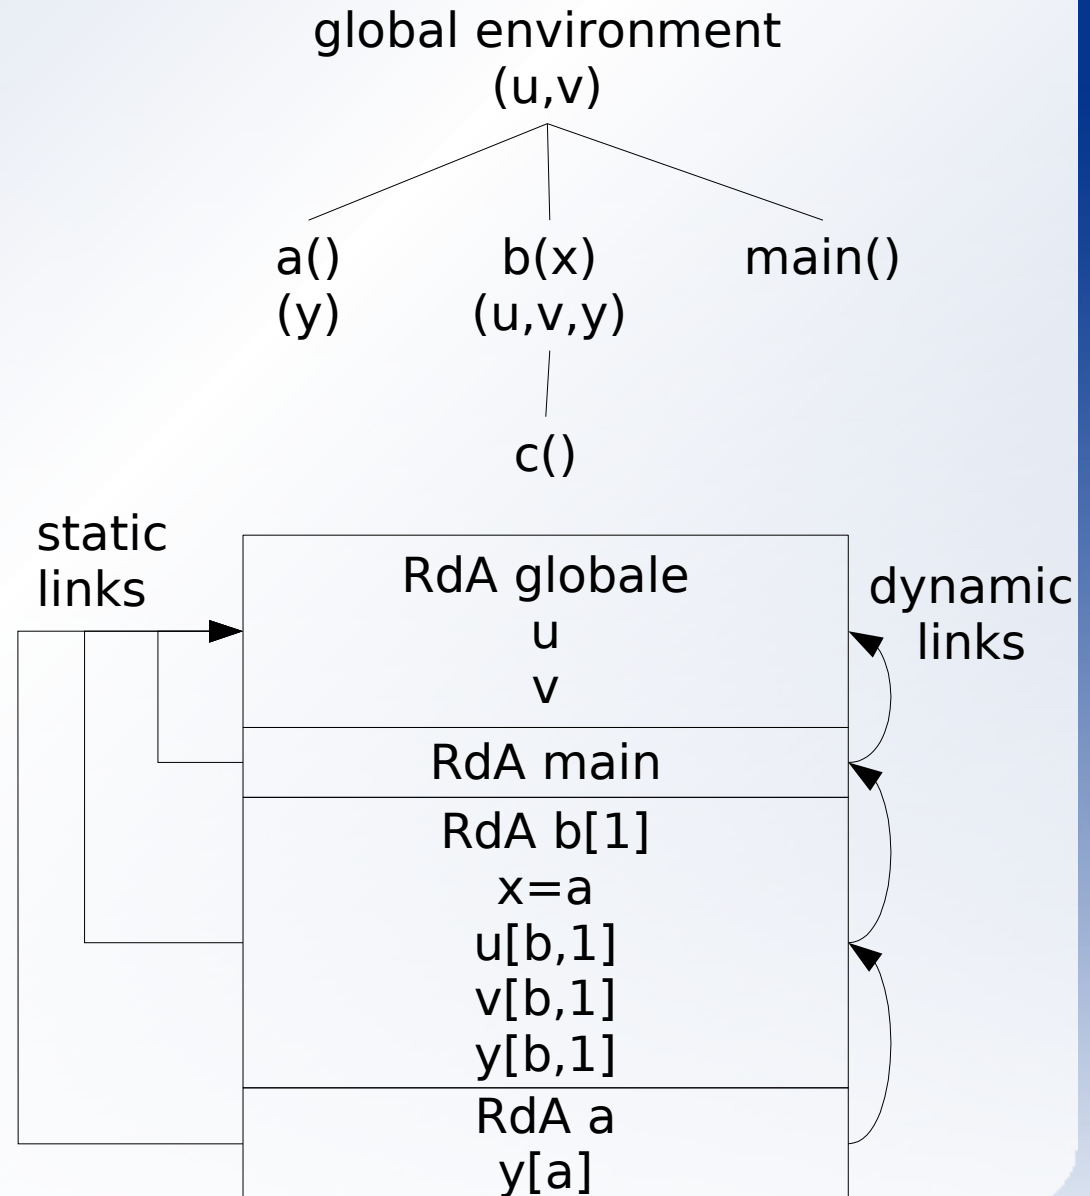 global environment
(u,v)
a()
(y)
b(x)
(u,v,y)
main()
c()
static
links
dynamic
links
RdA globale
u
v
RdA main
RdA b[1]
x=a
u[b,1]
v[b,1]
y[b,1]
RdA a
y[a]